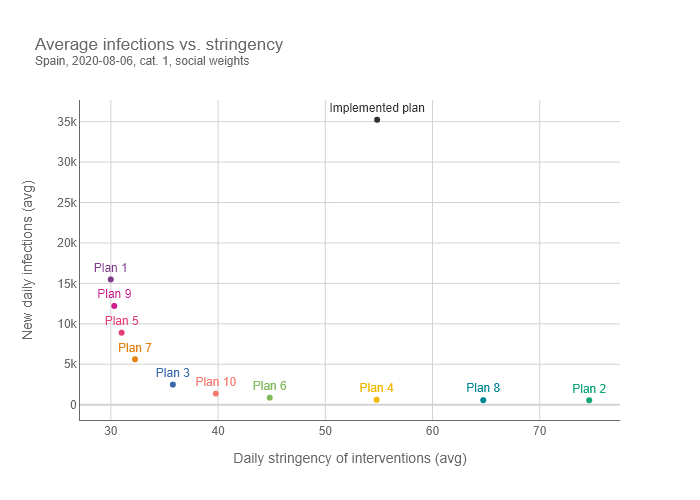 Average infections vs. stringency
Spain, 2020-08-06, cat. 1, social weights
Implemented plan
35k
30k
25k
20k
15k
10k
5k
0
New daily infections (avg)
Plan 1
Plan 9
Plan 5
Plan 7
Plan 3
Plan 10
Plan 6
Plan 4
Plan 8
Plan 2
30
40
50
60
70
Daily stringency of interventions (avg)